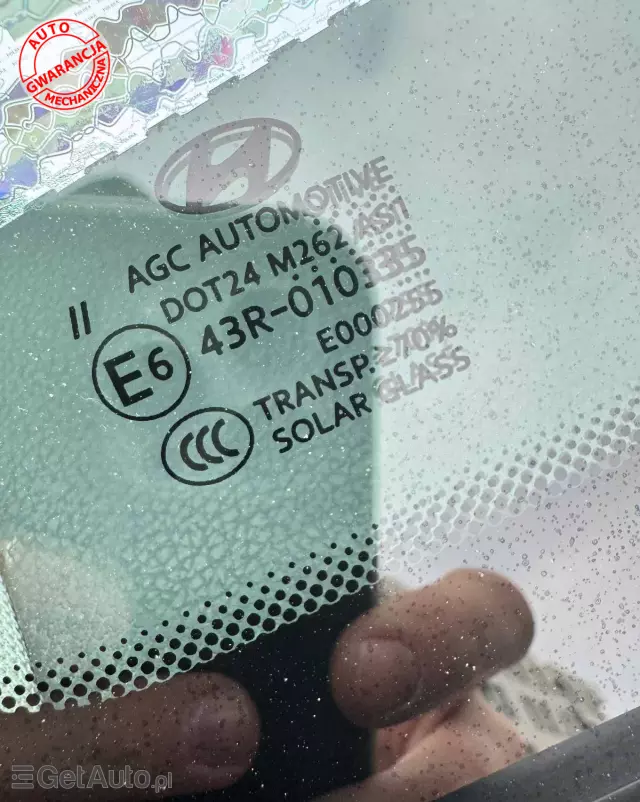 AUTO
GWARANCJA
MECHANICZNA
AGC AUTOMOTIVE
DOT24 M262 AS1
II
43R-010335
E6
E000255
TRANSP.≥70%
CCC
SOLAR GLASS
GetAuto.pl